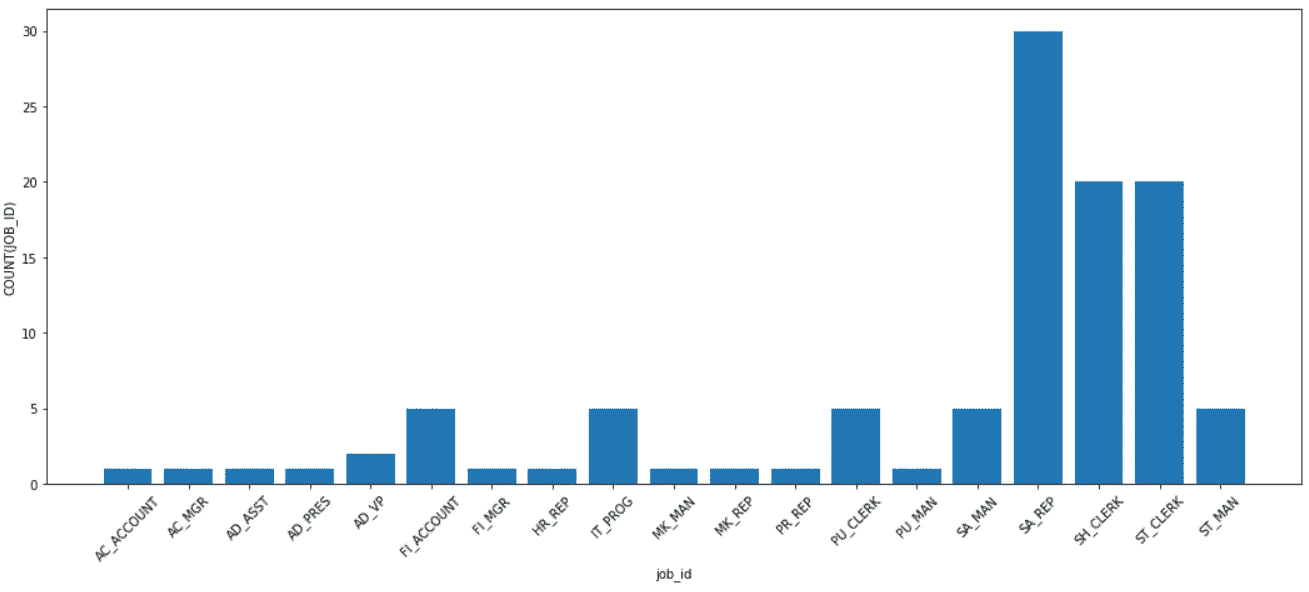 30
25
20
15
10
5
0
COUNT(JOB_ID)
AC_ACCOUNT
AC_MGR
AD_ASST
AD_PRES
AD_VP
FI_ACCOUNT
FI_MGR
HR_REP
IT_PROG
MK_MAN
MK_REP
PR_REP
PU_CLERK
PU_MAN
SA_MAN
SA_REP
SH_CLERK
ST_CLERK
ST_MAN
job_id